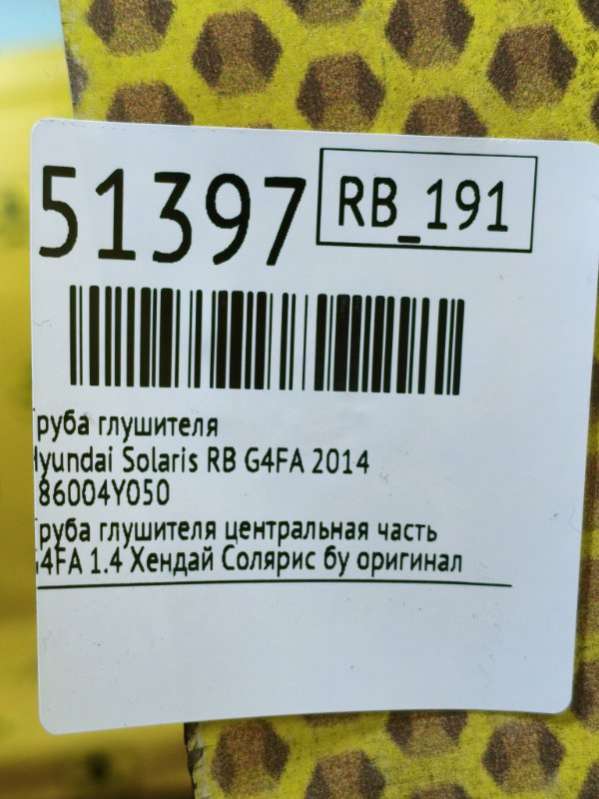 51397
RB_191
руба глушителя
yundai Solaris RB G4FA 2014
86004Y050
руба глушителя центральная часть
4FA 1.4 Хендай Солярис бу оригинал